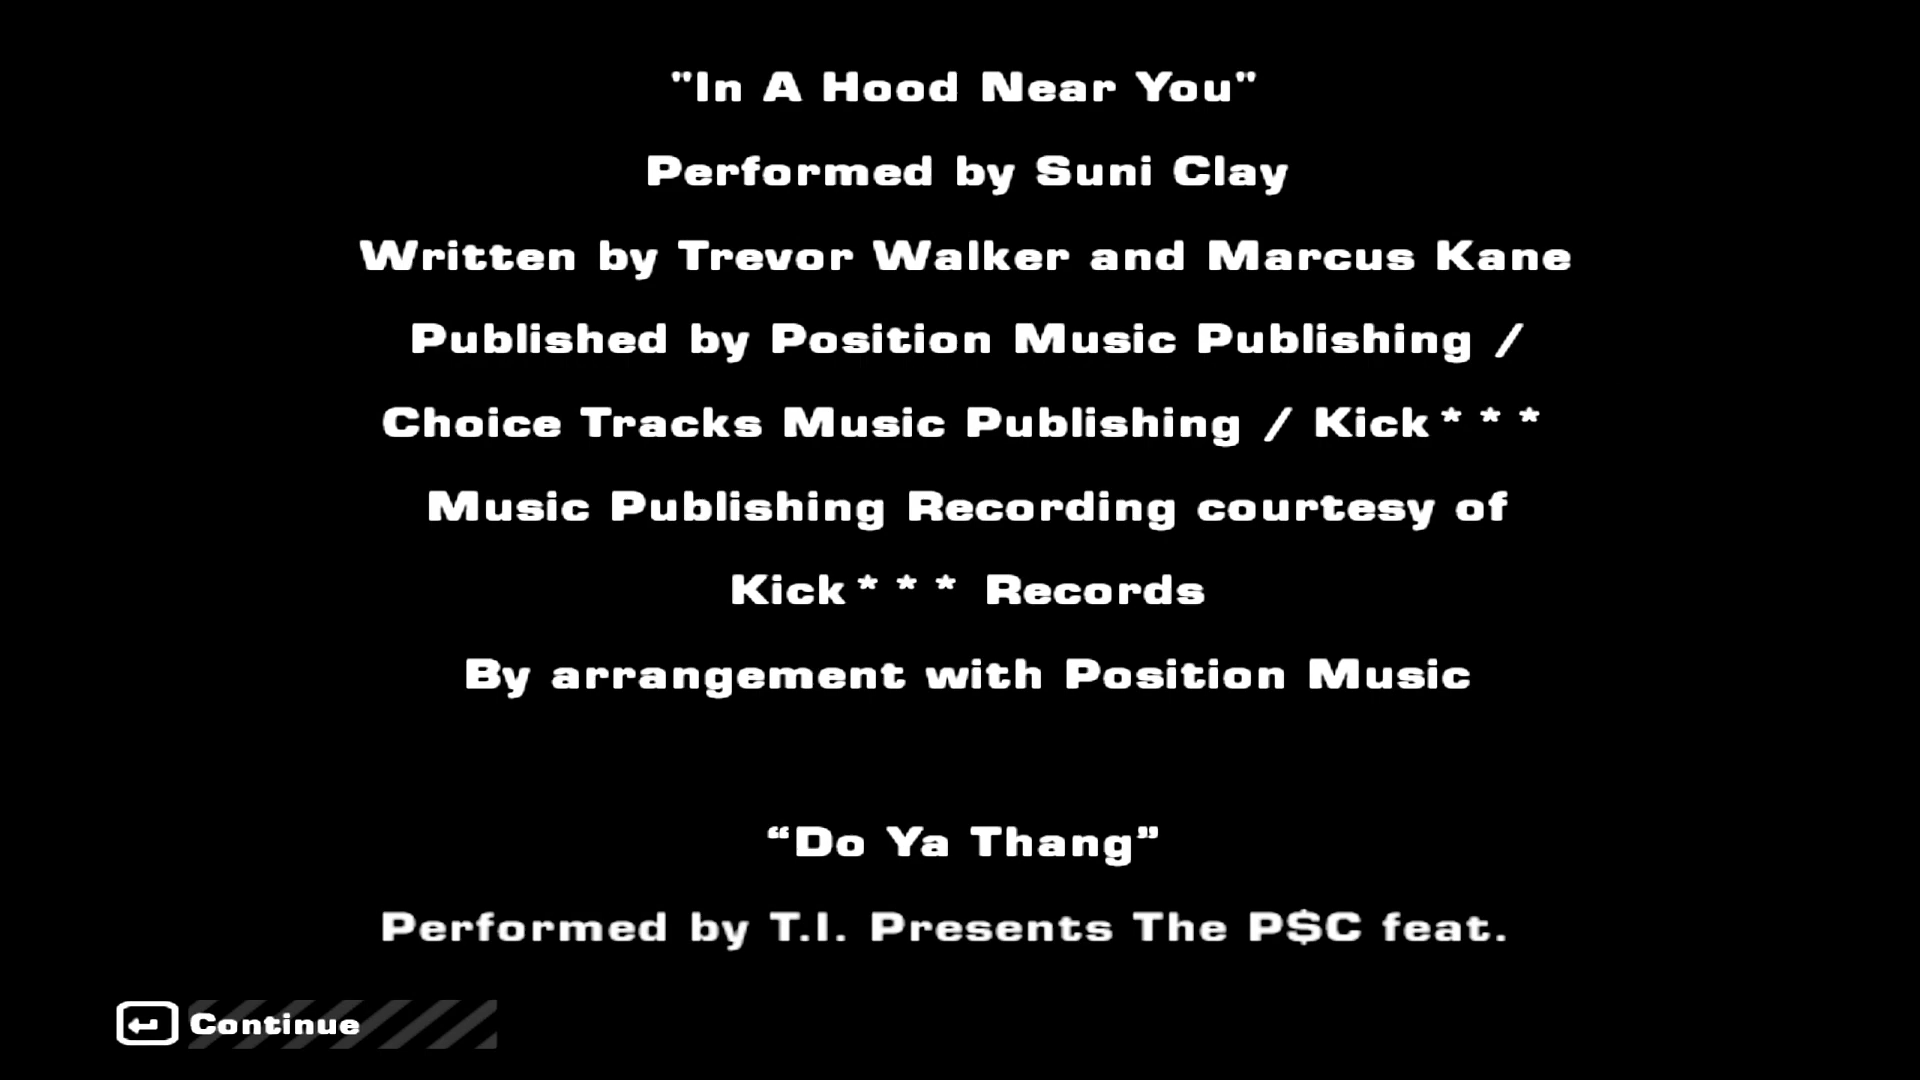 "In A Hood Near You"
Performed by Suni Clay
Written by Trevor Walker and Marcus Kane
Published by Position Music Publishing /
Choice Tracks Music Publishing / Kick***
Music Publishing Recording courtesy of
Kick*** Records
By arrangement with Position Music
“Do Ya Thang”
Performed by T.I. Presents The P$C feat.
Continue